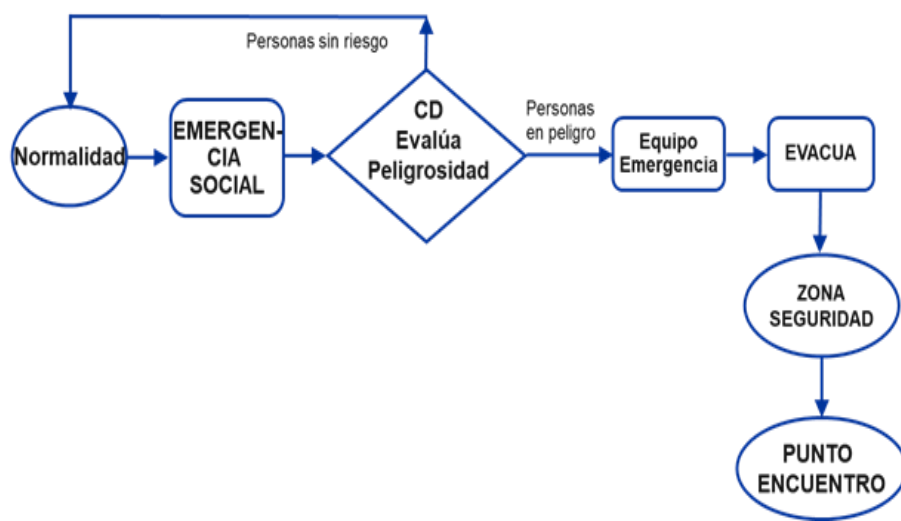 Personas sin riesgo
Normalidad
EMERGEN-
CIA
SOCIAL
CD
Evalúa
Peligrosidad
Personas
en peligro
Equipo
Emergencia
EVACUA
ZONA
SEGURIDAD
PUNTO
ENCUENTRO